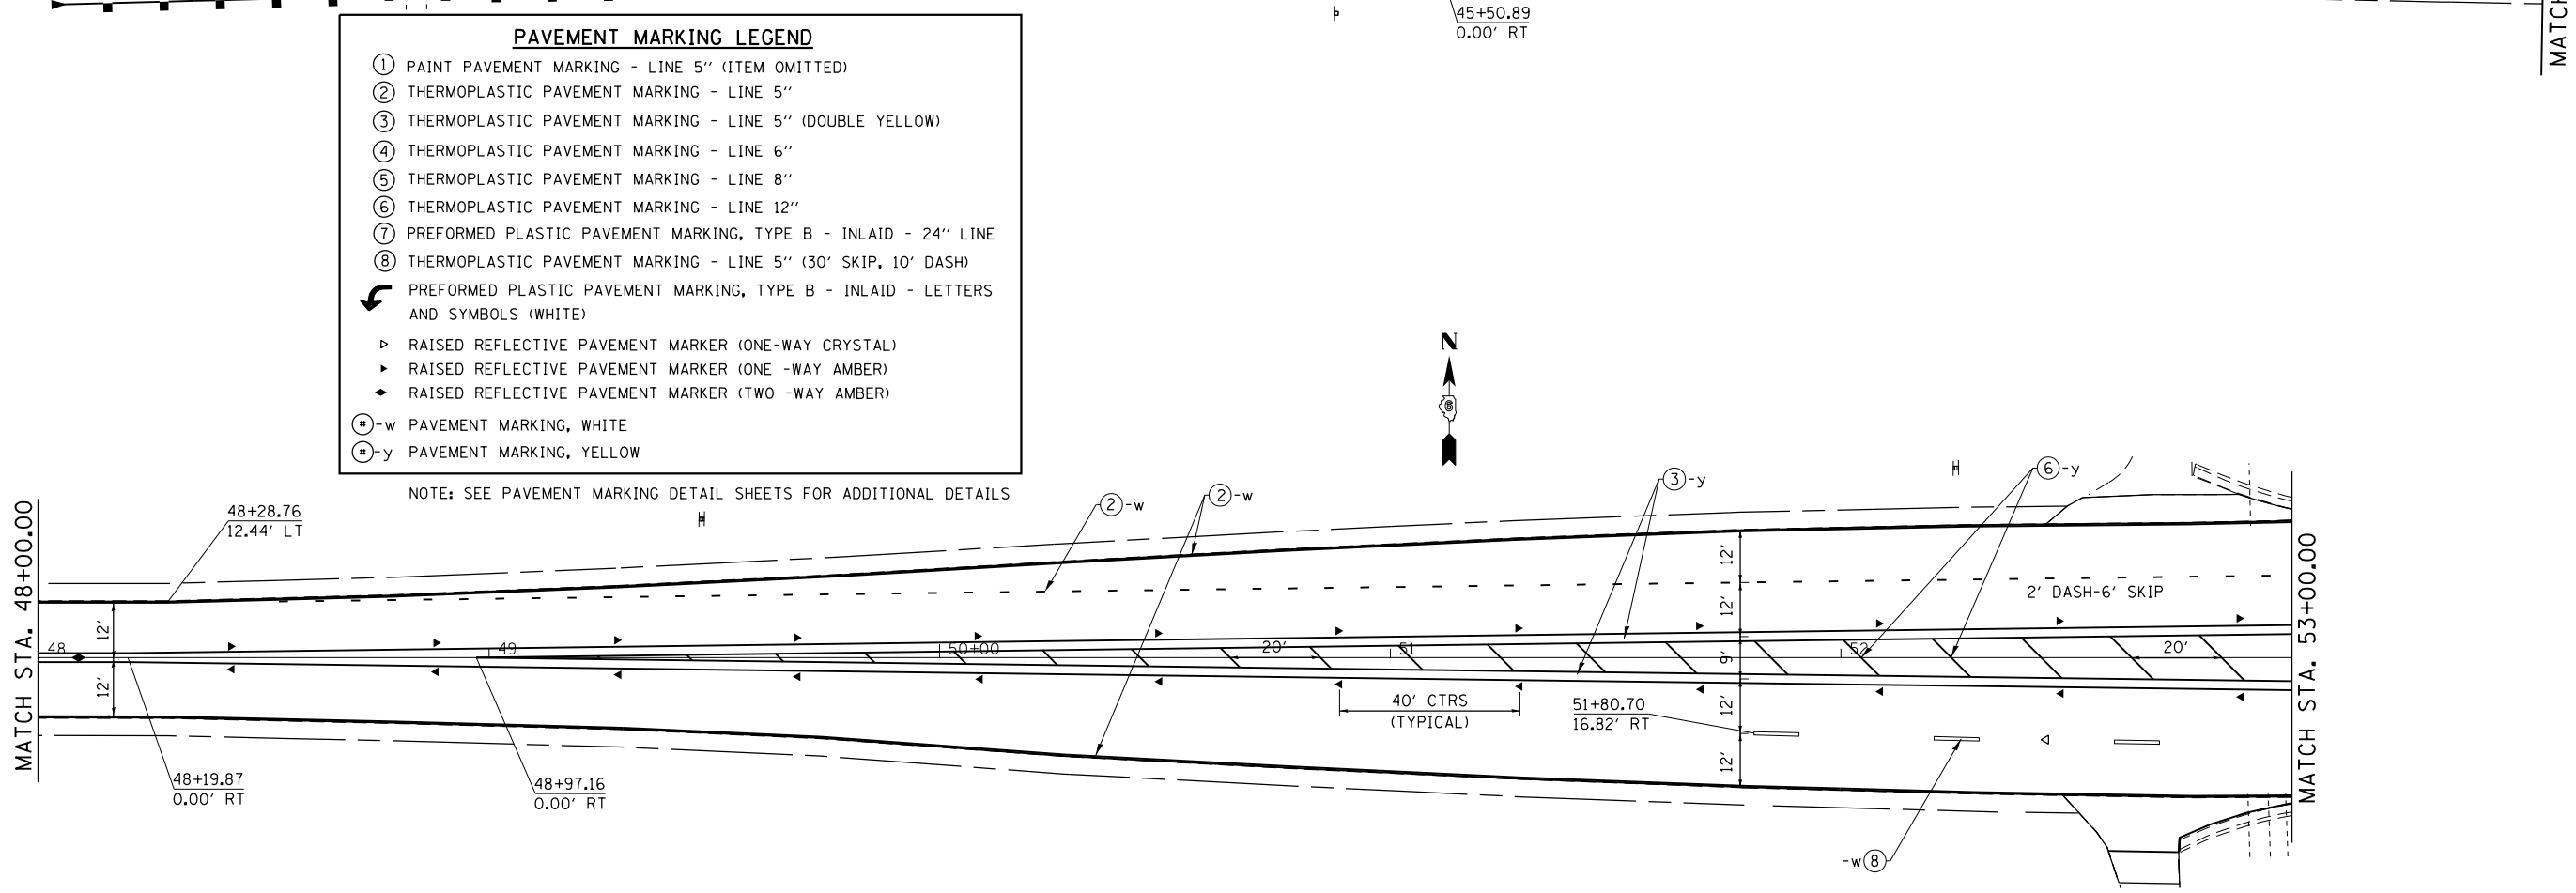 45+50.89
0.00' RT
MATCH
PAVEMENT MARKING LEGEND
1 PAINT PAVEMENT MARKING - LINE 5'' (ITEM OMITTED)
2 THERMOPLASTIC PAVEMENT MARKING - LINE 5''
3 THERMOPLASTIC PAVEMENT MARKING - LINE 5'' (DOUBLE YELLOW)
4 THERMOPLASTIC PAVEMENT MARKING - LINE 6''
5 THERMOPLASTIC PAVEMENT MARKING - LINE 8''
6 THERMOPLASTIC PAVEMENT MARKING - LINE 12''
7 PREFORMED PLASTIC PAVEMENT MARKING, TYPE B - INLAID - 24'' LINE
8 THERMOPLASTIC PAVEMENT MARKING - LINE 5'' (30' SKIP, 10' DASH)
PREFORMED PLASTIC PAVEMENT MARKING, TYPE B - INLAID - LETTERS
AND SYMBOLS (WHITE)
RAISED REFLECTIVE PAVEMENT MARKER (ONE-WAY CRYSTAL)
RAISED REFLECTIVE PAVEMENT MARKER (ONE -WAY AMBER)
RAISED REFLECTIVE PAVEMENT MARKER (TWO -WAY AMBER)
#-w PAVEMENT MARKING, WHITE
#-y PAVEMENT MARKING, YELLOW
NOTE: SEE PAVEMENT MARKING DETAIL SHEETS FOR ADDITIONAL DETAILS
N
6
MATCH STA. 48+00.00
48+28.76
12.44' LT
2-w
2-w
3-y
6-y
12'
12'
12'
12'
9'
12'
12'
2' DASH-6' SKIP
48
49
50+00
20'
51
52
20'
40' CTRS
(TYPICAL)
51+80.70
16.82' RT
48+19.87
0.00' RT
48+97.16
0.00' RT
-w8
MATCH STA. 53+00.00